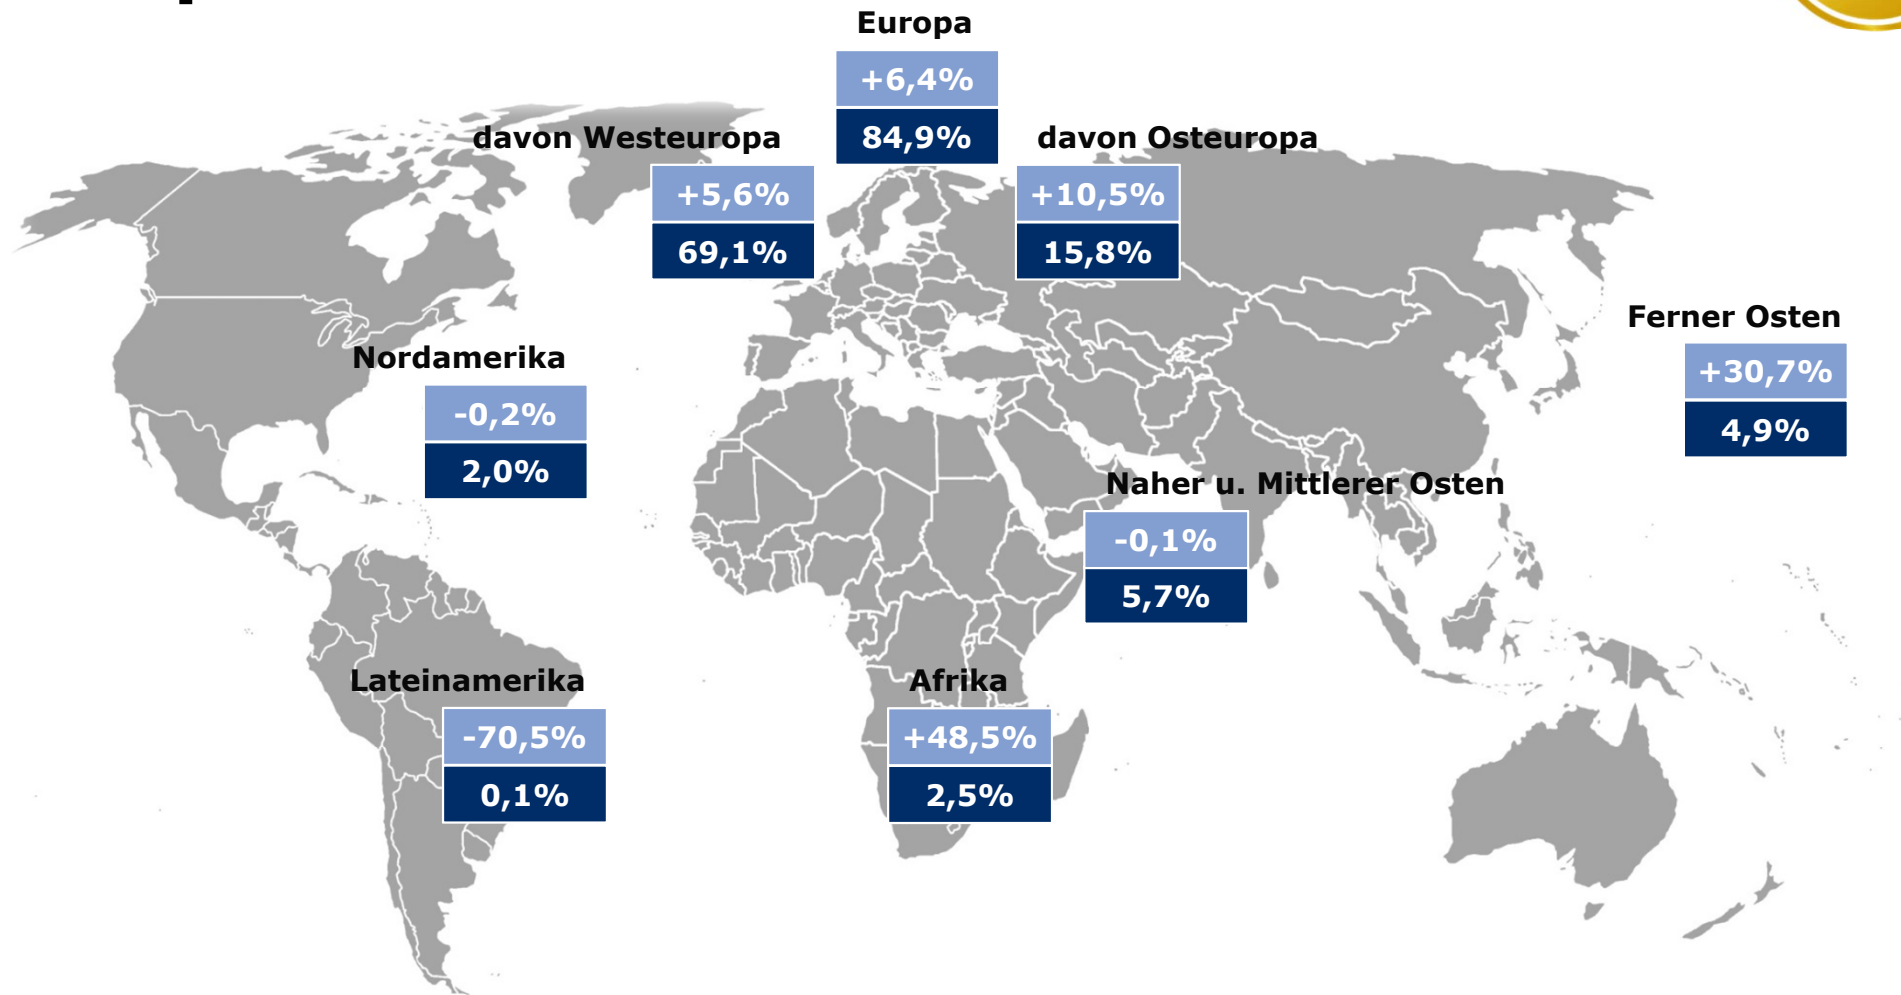 Europa
+6,4%
84,9%
davon Westeuropa
+5,6%
69,1%
davon Osteuropa
+10,5%
15,8%
Ferner Osten
+30,7%
4,9%
Nordamerika
-0,2%
2,0%
Naher u. Mittlerer Osten
-0,1%
5,7%
Lateinamerika
-70,5%
0,1%
Afrika
+48,5%
2,5%